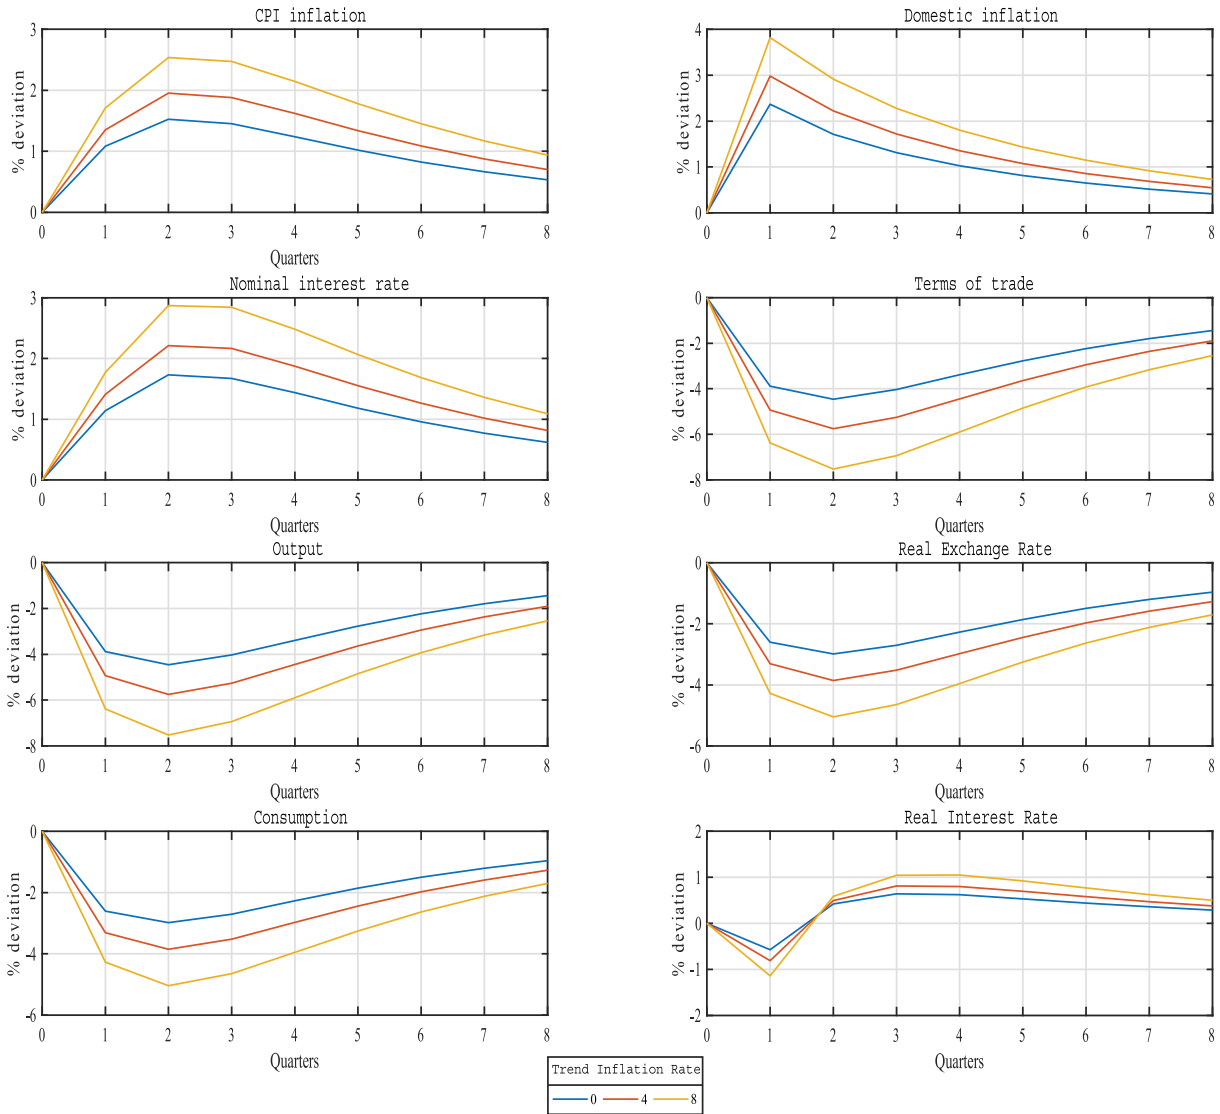 CPI inflation
3
2
1
0
% deviation
0 1 2 3 4 5 6 7 8
Quarters
Domestic inflation
4
3
2
1
0
% deviation
0 1 2 3 4 5 6 7 8
Nominal interest rate
3
2
1
0
% deviation
0 1 2 3 4 5 6 7 8
Quarters
Terms of trade
0
-2
-4
-6
-8
% deviation
0 1 2 3 4 5 6 7 8
Output
0
-2
-4
-6
-8
% deviation
0 1 2 3 4 5 6 7 8
Quarters
Real Exchange Rate
0
-2
-4
-6
% deviation
0 1 2 3 4 5 6 7 8
Quarters
Consumption
0
-2
-4
-6
% deviation
0 1 2 3 4 5 6 7 8
Quarters
Real Interest Rate
2
1
0
-1
-2
% deviation
0 1 2 3 4 5 6 7 8
Quarters
Trend Inflation Rate
0 4 8